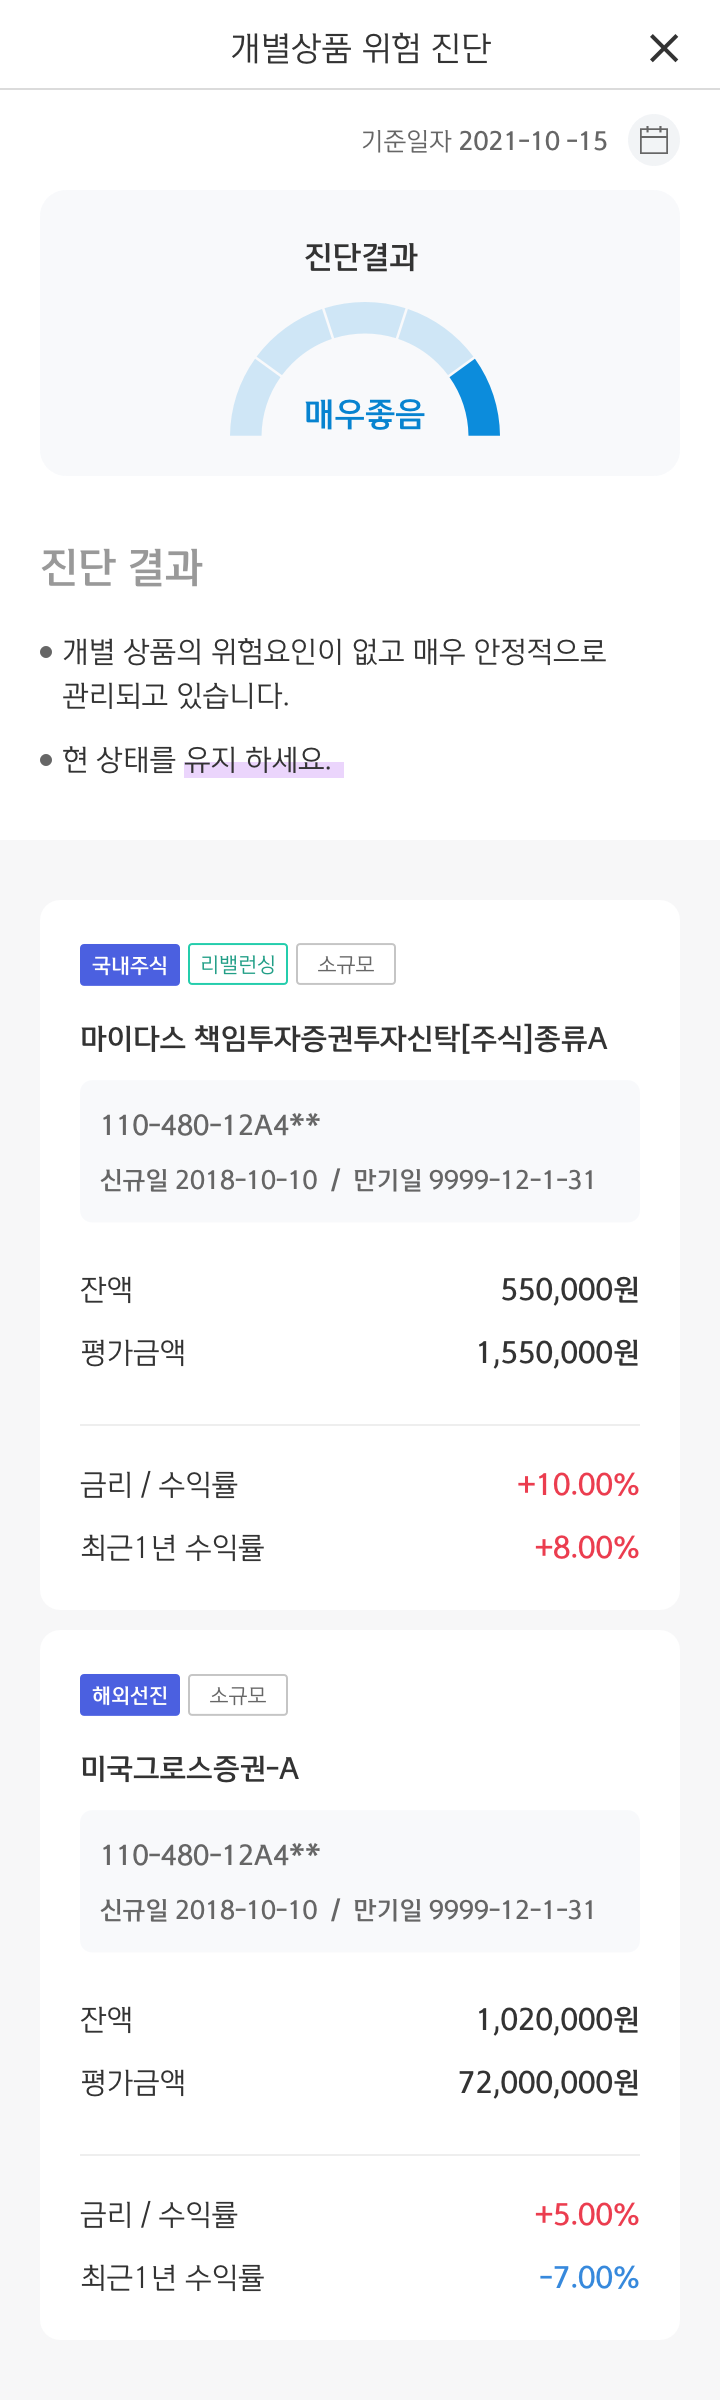 개별상품 위험 진단
기준일자 2021-10 -15
진단결과
매우좋음
진단 결과
개별 상품의 위험요인이 없고 매우 안정적으로
관리되고 있습니다.
현 상태를 유지 하세요.
국내주식 리밸런싱 소규모
마이다스 책임투자증권투자신탁[주식]종류A
110-480-12A4**
신규일 2018-10-10 / 만기일 9999-12-1-31
잔액 550,000원
평가금액 1,550,000원
금리 / 수익률 +10.00%
최근1년 수익률 +8.00%
해외선진 소규모
미국그로스증권-A
110-480-12A4**
신규일 2018-10-10 / 만기일 9999-12-1-31
잔액 1,020,000원
평가금액 72,000,000원
금리 / 수익률 +5.00%
최근1년 수익률 -7.00%